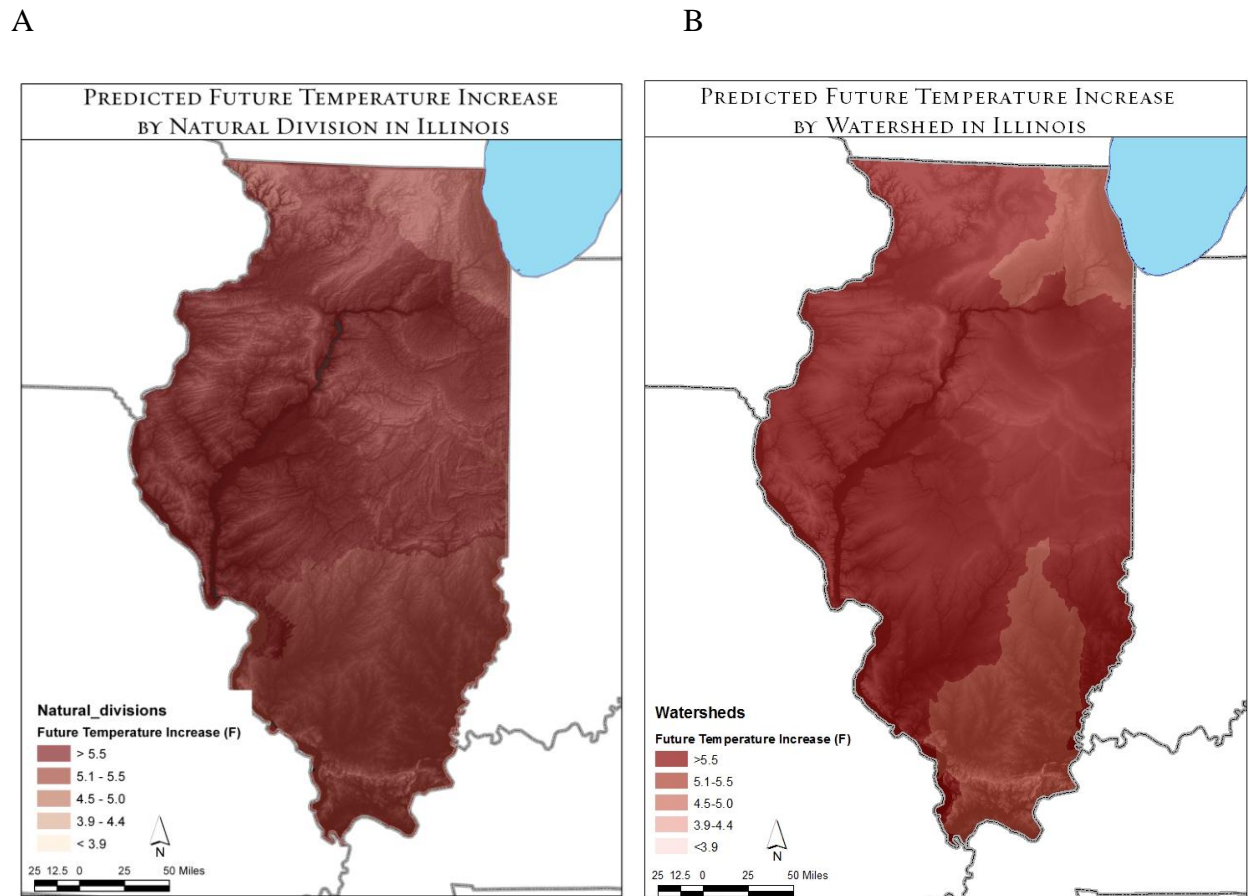 A
B
PREDICTED FUTURE TEMPERATURE INCREASE
BY NATURAL DIVISION IN ILLINOIS
Natural_divisions
Future Temperature Increase (F)
> 5.5
5.1 - 5.5
4.5 - 5.0
3.9 - 4.4
< 3.9
N
25 12.5 0 25 50 Miles
PREDICTED FUTURE TEMPERATURE INCREASE
BY WATERSHED IN ILLINOIS
Watersheds
Future Temperature Increase (F)
>5.5
5.1-5.5
4.5-5.0
3.9-4.4
<3.9
N
25 12.5 0 25 50 Miles